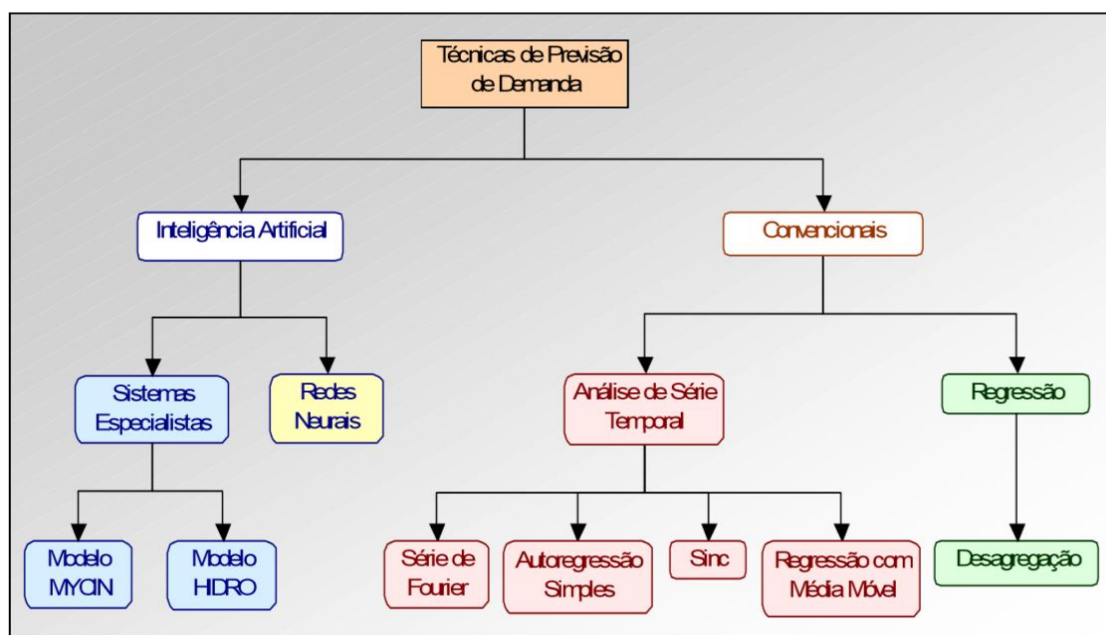 Técnicas de Previsão
de Demanda
Inteligência Artificial
Convencionais
Sistemas
Especialistas
Redes
Neurais
Análise de Série
Temporal
Regressão
Modelo
MYCIN
Modelo
HIDRO
Série de
Fourier
Autoregressão
Simples
Sinc
Regressão com
Média Móvel
Desagregação